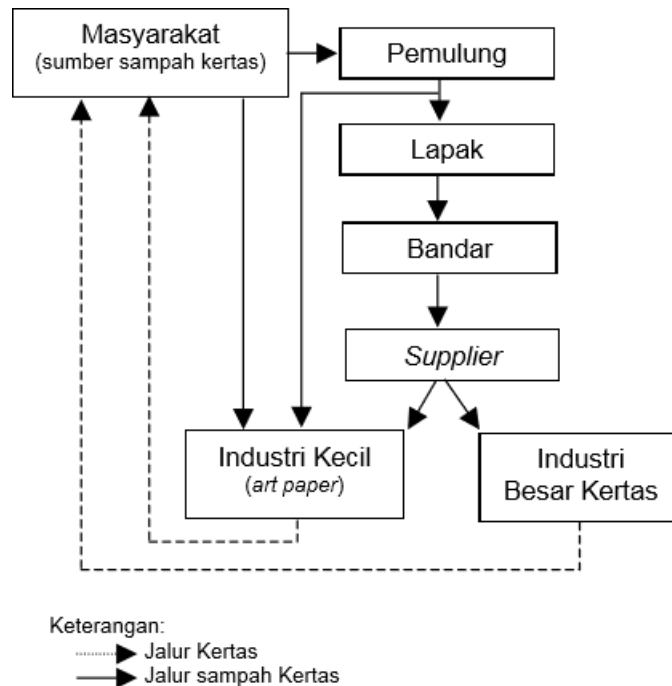 Masyarakat
(sumber sampah kertas)
Pemulung
Lapak
Bandar
Supplier
Industri Kecil
(art paper)
Industri
Besar Kertas
Keterangan:
Jalur Kertas
Jalur sampah Kertas